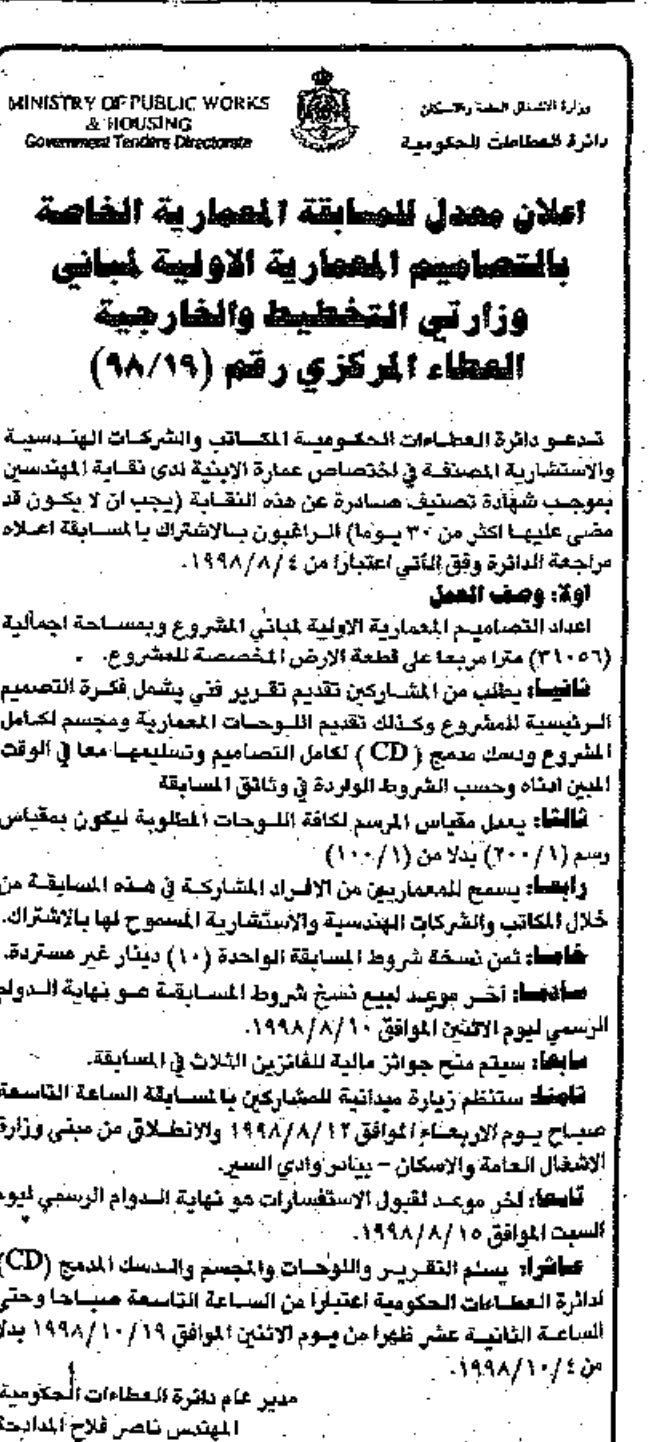 MINISTRY OF PUBLIC WORKS
& HOUSING
Government Tenders Directorate
وزارة الاشغال العامة والاسكان
دائرة العطاءات الحكومية
اعلان معدل للمسابقة المعمارية الخاصة
بالتصاميم المعمارية الاولية لمباني
وزارتي التخطيط والخارجية
العطاء المركزي رقم (٩٨/١٩)
تدعو دائرة العطاءات الحكومية المكاتب والشركات الهندسية
والاستشارية المصنفة في اختصاص عمارة الابنية لدى نقابة المهندسين
بموجب شهادة تصنيف صادرة عن هذه النقابة (يجب ان لا يكون قد
مضى عليها اكثر من ٣٠ يوما) الراغبون بالاشتراك بالمسابقة اعلاه
مراجعة الدائرة وفق التأتي اعتبارا من ١٩٩٨/٨/٤.
اولا: وصف العمل
اعداد التصاميم المعمارية الاولية لمباني المشروع وبمساحة اجمالية
(٣١٠٥٦) مترا مربعا على قطعة الارض المخصصة للمشروع.
ثانيا: يطلب من المشاركين تقديم تقرير فني يشمل فكرة التصميم
الرئيسية للمشروع وكذلك تقديم اللوحات المعمارية ومجسم لكامل
المشروع ودسك مدمج (CD) لكامل التصاميم وتسليمها معا في الوقت
المبين ادناه وحسب الشروط الواردة في وثائق المسابقة
ثالثا: يعدل مقياس الرسم لكافة اللوحات المطلوبة ليكون بمقياس
رسم (٢٠٠/١) بدلا من (١٠٠/١)
رابعا: يسمح للمعماريين من الافراد المشاركة في هذه المسابقة من
خلال المكاتب والشركات الهندسية والاستشارية المسموح لها بالاشتراك.
خامسا: ثمن نسخة شروط المسابقة الواحدة (١٠) دينار غير مستردة.
سادسا: آخر موعد لبيع نسخ شروط المسابقة هو نهاية الدوام
الرسمي ليوم الاثنين الموافق ١٩٩٨/٨/١٠.
سابعا: سيتم منح جوائز مالية للفائزين الثلاث في المسابقة.
ثامنا: ستنظم زيارة ميدانية للمشاركين بالمسابقة الساعة التاسعة
صباح يوم الاربعاء الموافق ١٩٩٨/٨/١٢ والانطلاق من مبنى وزارة
الاشغال العامة والاسكان – بيادر وادي السير.
تاسعا: آخر موعد لقبول الاستفسارات هو نهاية الدوام الرسمي ليوم
السبت الموافق ١٩٩٨/٨/١٥.
عاشرا: يسلم التقرير واللوحات والمجسم والدسك المدمج (CD)
لدائرة العطاءات الحكومية اعتبارا من الساعة التاسعة صباحا وحتى
الساعة الثانية عشر ظهرا من يوم الاثنين الموافق ١٩٩٨/١٠/١٩ بدلا
من ١٩٩٨/١٠/٤.
مدير عام دائرة العطاءات الحكومية
المهندس ناصر فلاح المدادحة